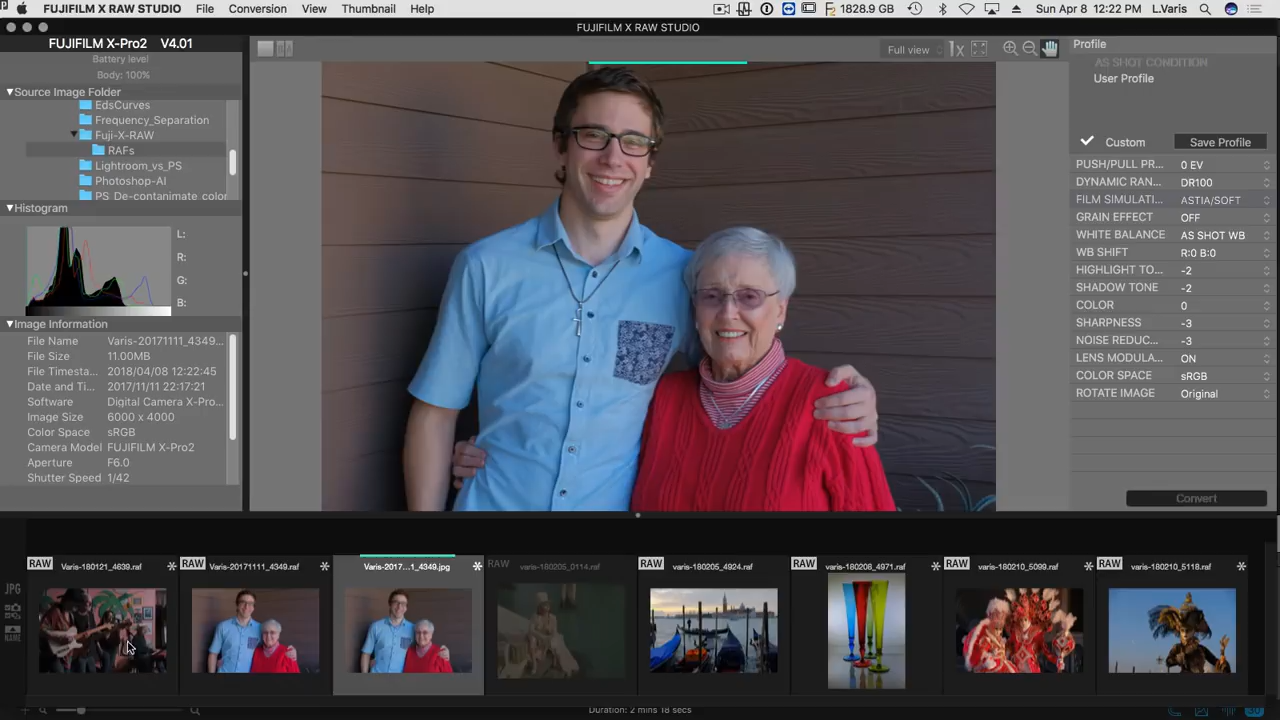 FUJIFILM X RAW STUDIO File Conversion View Thumbnail Help 1828.9 GB Sun Apr 8 12:22 PM L.Varis
FUJIFILM X RAW STUDIO
FUJIFILM X-Pro2 V4.01
Battery level
Body: 100%
Source Image Folder
EdsCurves
Frequency_Separation
Fuji-X-RAW
RAFs
Lightroom_vs_PS
Photoshop-AI
PS_De-contanimate_color
Histogram
L:
R:
G:
B:
Image Information
File Name Varis-20171111_4349...
File Size 11.00MB
File Timesta... 2018/04/08 12:22:45
Date and Ti... 2017/11/11 22:17:21
Software Digital Camera X-Pro...
Image Size 6000 x 4000
Color Space sRGB
Camera Model FUJIFILM X-Pro2
Aperture F6.0
Shutter Speed 1/42
Full view
Profile
AS SHOT CONDITION
User Profile
Custom Save Profile
PUSH/PULL PR... 0 EV
DYNAMIC RAN... DR100
FILM SIMULATI... ASTIA/SOFT
GRAIN EFFECT OFF
WHITE BALANCE AS SHOT WB
WB SHIFT R:0 B:0
HIGHLIGHT TO... -2
SHADOW TONE -2
COLOR 0
SHARPNESS -3
NOISE REDUC... -3
LENS MODULA... ON
COLOR SPACE sRGB
ROTATE IMAGE Original
Convert
JPG
NAME
RAW Varis-180121_4639.raf
RAW Varis-20171111_4349.raf
Varis-2017...1_4349.jpg
RAW varis-180205_0114.raf
RAW varis-180205_4924.raf
RAW varis-180208_4971.raf
RAW varis-180210_5099.raf
RAW varis-180210_5118.raf
Duration: 2 mins 18 secs